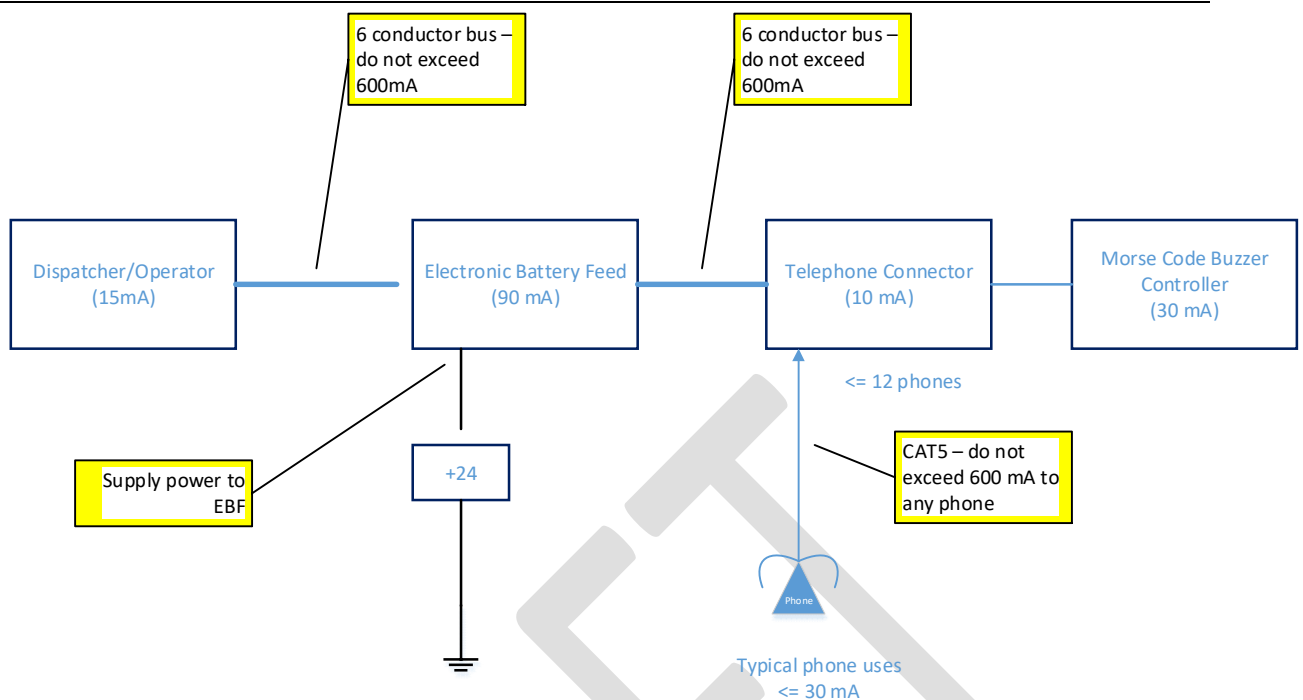 6 conductor bus –
do not exceed
600mA
6 conductor bus –
do not exceed
600mA
Dispatcher/Operator
(15mA)
Electronic Battery Feed
(90 mA)
Telephone Connector
(10 mA)
Morse Code Buzzer
Controller
(30 mA)
<= 12 phones
Supply power to
EBF
+24
CAT5 – do not
exceed 600 mA to
any phone
Phone
Typical phone uses
<= 30 mA